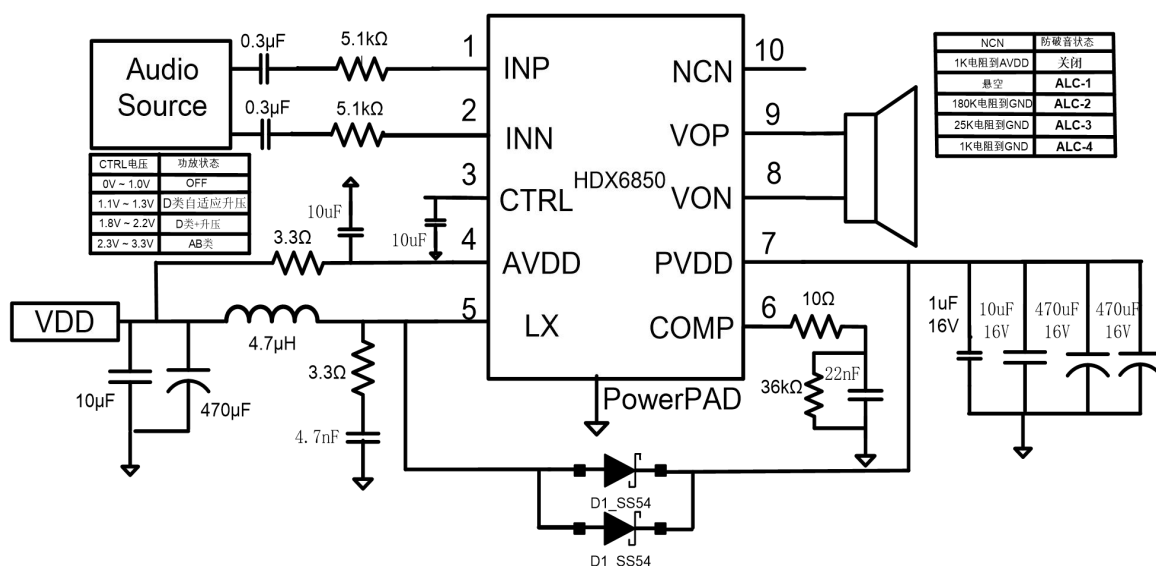 Audio
Source
0.3µF
5.1kΩ
0.3µF
5.1kΩ
CTRL电压 功放状态
0V ~ 1.0V OFF
1.1V ~ 1.3V D类自适应升压
1.8V ~ 2.2V D类+升压
2.3V ~ 3.3V AB类
10uF
10uF
3.3Ω
VDD
4.7µH
10µF
470µF
3.3Ω
4.7nF
1
INP
2
INN
3
CTRL
4
AVDD
5
LX
HDX6850
10
NCN
9
VOP
8
VON
7
PVDD
6
COMP
PowerPAD
10Ω
36kΩ
22nF
D1_SS54
D1_SS54
1uF
16V
10uF
16V
470uF
16V
470uF
16V
NCN 防破音状态
1K电阻到AVDD 关闭
悬空 ALC-1
180K电阻到GND ALC-2
25K电阻到GND ALC-3
1K电阻到GND ALC-4